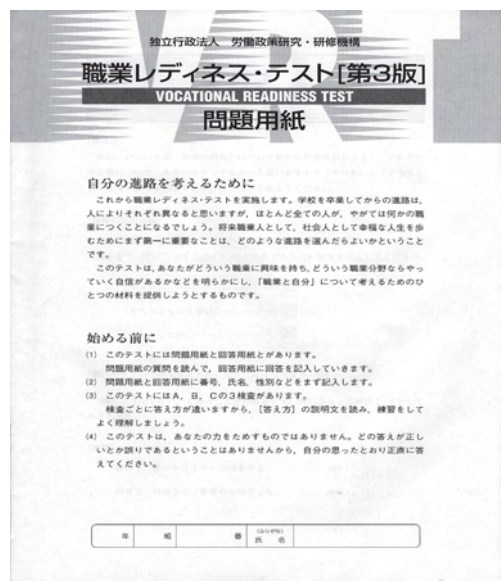 独立行政法人 労働政策研究・研修機構
職業レディネス・テスト[第3版]
VOCATIONAL READINESS TEST
問題用紙
自分の進路を考えるために
これから職業レディネス・テストを実施します。学校を卒業してからの進路は、
人によりそれぞれ異なると思いますが、ほとんど全ての人が、やがては何かの職
業につくことになるでしょう。将来職業人として、社会人として幸福な人生を歩
むためにまず第一に重要なことは、どのような進路を選んだらよいかということ
です。
このテストは、あなたがどういう職業に興味を持ち、どういう職業分野ならやっ
ていく自信があるかなどを明らかにし、「職業と自分」について考えるためのひ
とつの材料を提供しようとするものです。
始める前に
(1) このテストには問題用紙と回答用紙とがあります。
問題用紙の質問を読んで、回答用紙に回答を記入していきます。
(2) 問題用紙と回答用紙に番号、氏名、性別などをまず記入します。
(3) このテストにはA、B、Cの3検査があります。
検査ごとに答え方が違いますから、[答え方]の説明文を読み、練習をして
よく理解しましょう。
(4) このテストは、あなたの力をためすものではありません。どの答えが正し
いとか誤りであるということはありませんから、自分の思ったとおり正直に答
えてください。
年 組 番 (ふりがな) 氏 名